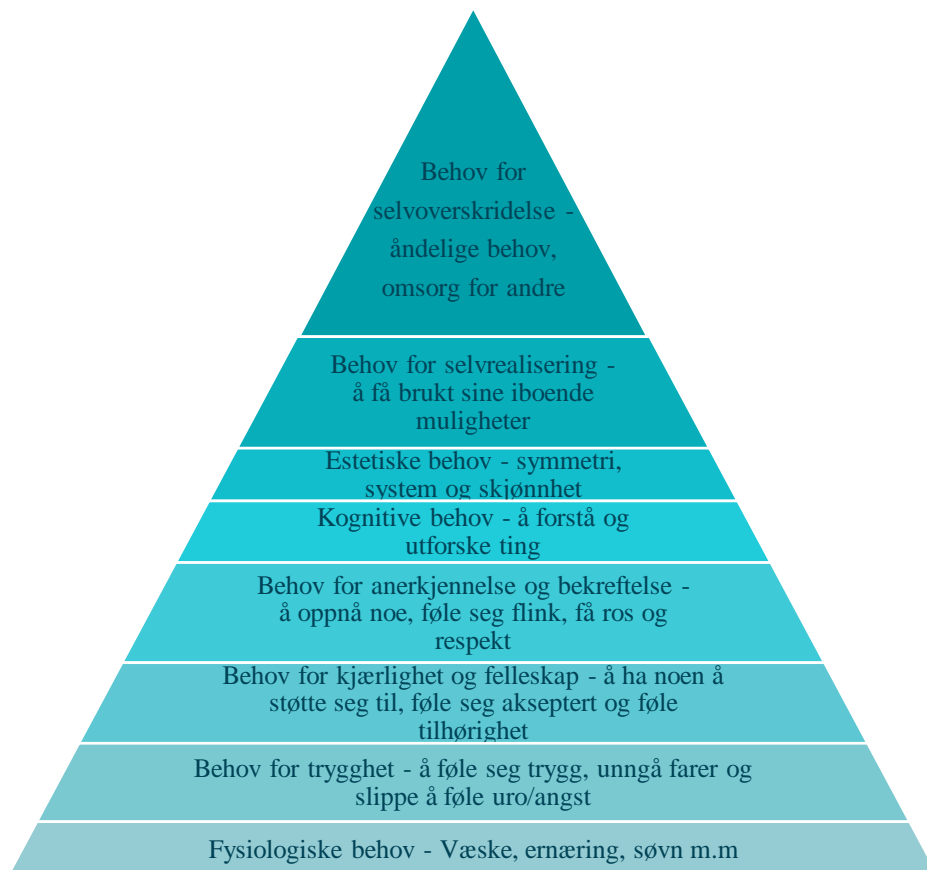 Behov for
selvoverskridelse -
åndelige behov,
omsorg for andre
Behov for selvrealisering -
å få brukt sine iboende
muligheter
Estetiske behov - symmetri,
system og skjønnhet
Kognitive behov - å forstå og
utforske ting
Behov for anerkjennelse og bekreftelse -
å oppnå noe, føle seg flink, få ros og
respekt
Behov for kjærlighet og felleskap - å ha noen å
støtte seg til, føle seg akseptert og føle
tilhørighet
Behov for trygghet - å føle seg trygg, unngå farer og
slippe å føle uro/angst
Fysiologiske behov - Væske, ernæring, søvn m.m